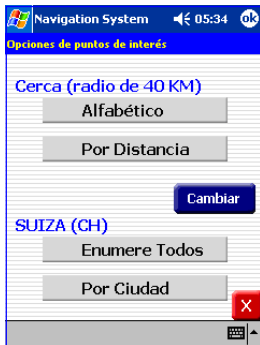 Navigation System 05:34 ok
Opciones de puntos de interés
Cerca (radio de 40 KM)
Alfabético
Por Distancia
Cambiar
SUIZA (CH)
Enumere Todos
Por Ciudad
X